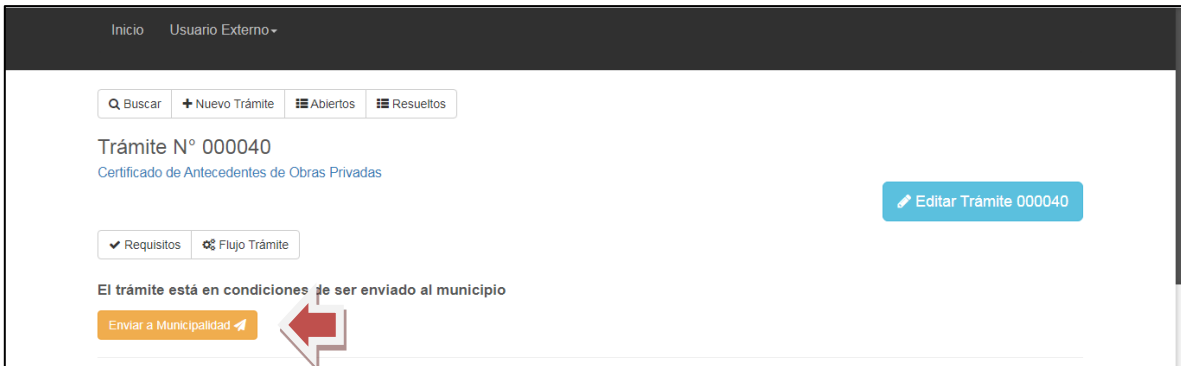 Inicio Usuario Externo
Buscar Nuevo Trámite Abiertos Resueltos
Trámite N° 000040
Certificado de Antecedentes de Obras Privadas
Editar Trámite 000040
Requisitos Flujo Trámite
El trámite está en condiciones de ser enviado al municipio
Enviar a Municipalidad